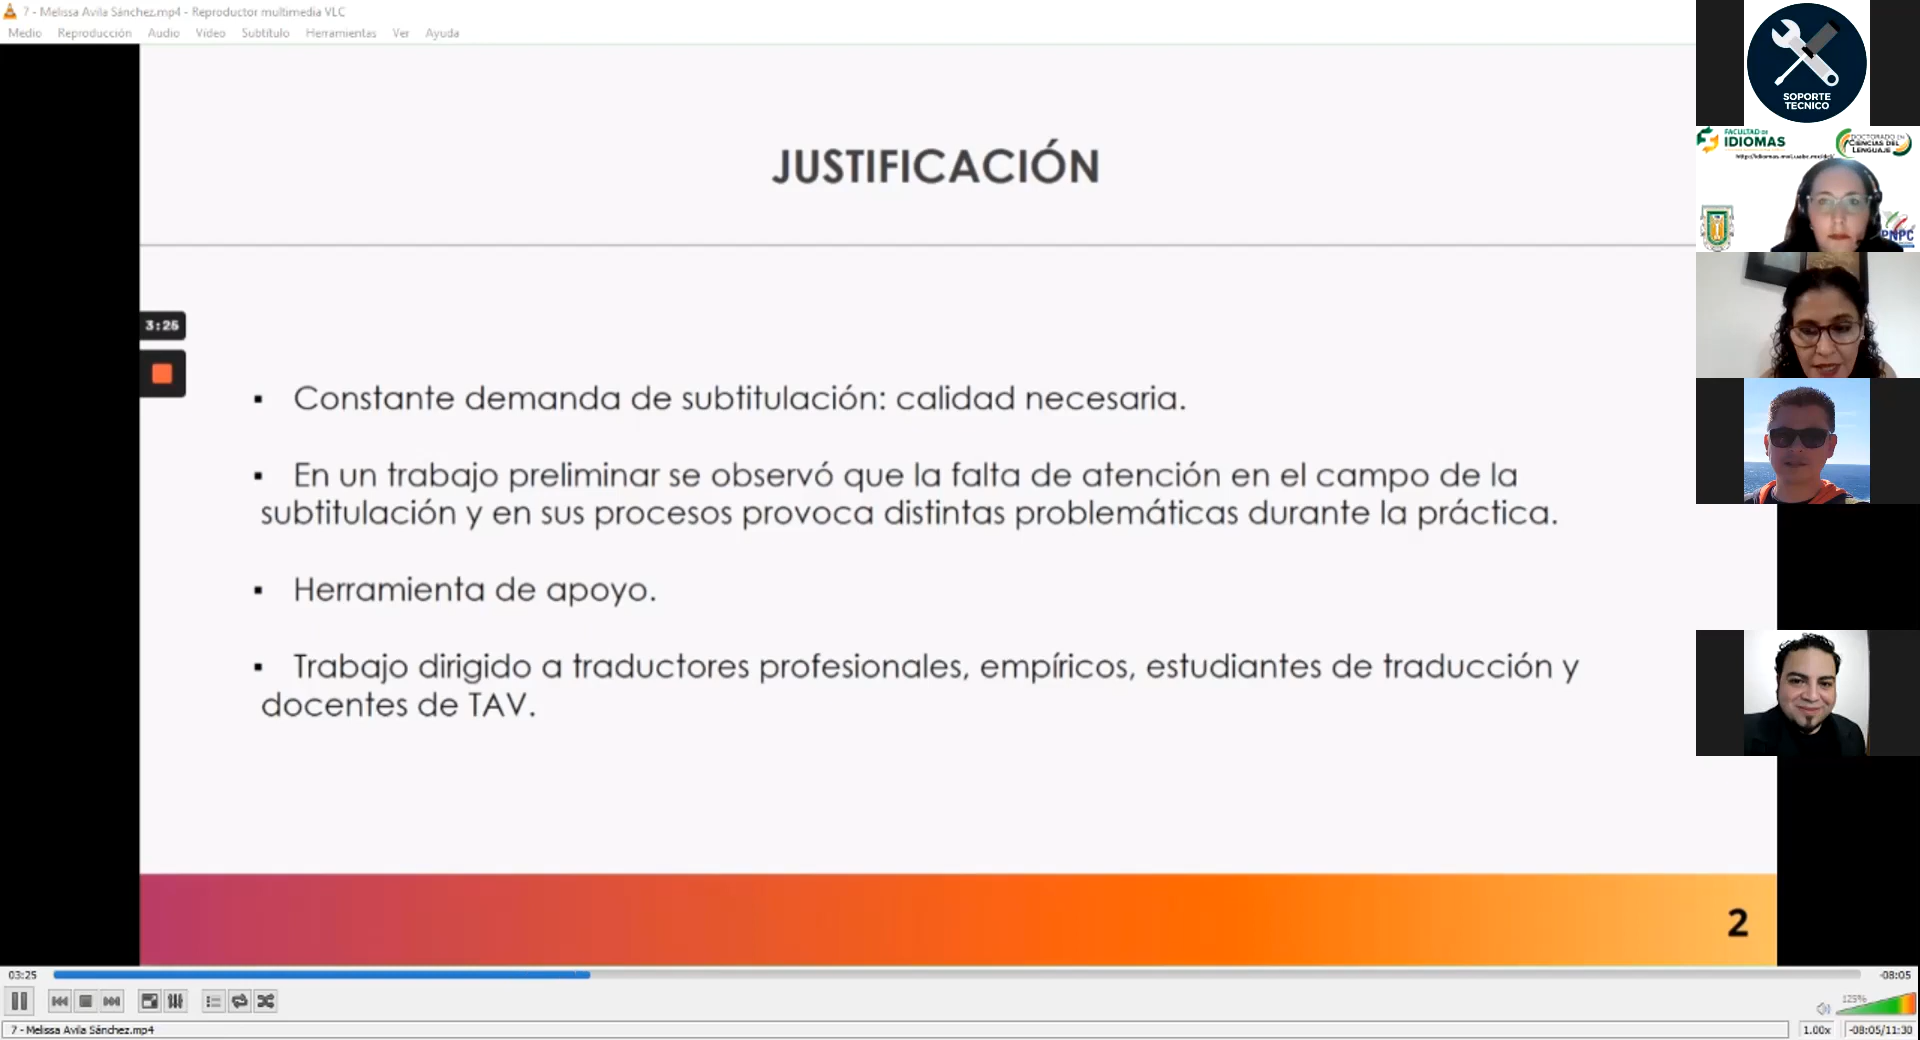 7 - Melissa Avila Sánchez.mp4 - Reproductor multimedia VLC
Medio Reproducción Audio Vídeo Subtítulo Herramientas Ver Ayuda
SOPORTE
TECNICO
FACULTAD DE
IDIOMAS
DOCTORADO EN
CIENCIAS DEL
LENGUAJE
PNPC
JUSTIFICACIÓN
3:25
▪ Constante demanda de subtitulación: calidad necesaria.
▪ En un trabajo preliminar se observó que la falta de atención en el campo de la
subtitulación y en sus procesos provoca distintas problemáticas durante la práctica.
▪ Herramienta de apoyo.
▪ Trabajo dirigido a traductores profesionales, empíricos, estudiantes de traducción y
docentes de TAV.
2
03:25
-08:05
125%
7 - Melissa Avila Sánchez.mp4
1.00x
-08:05/11:30